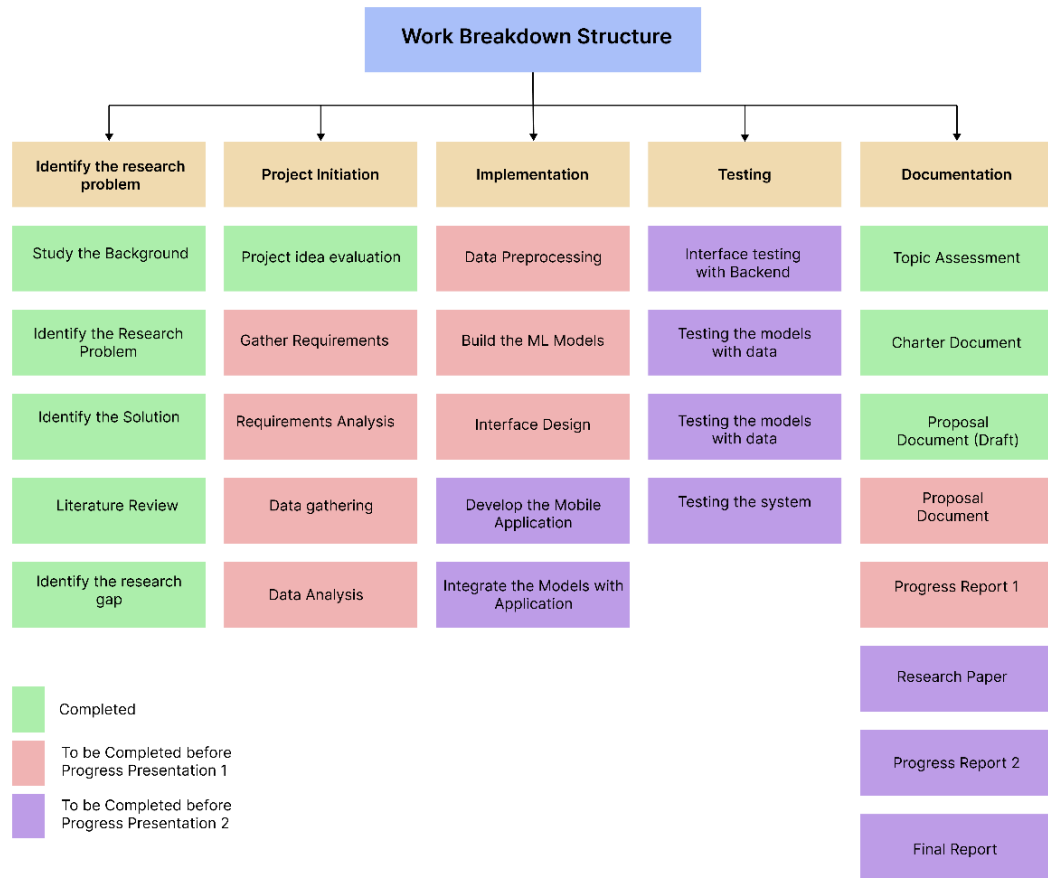 Work Breakdown Structure
Identify the research
problem
Study the Background
Identify the Research
Problem
Identify the Solution
Literature Review
Identify the research
gap
Project Initiation
Project idea evaluation
Gather Requirements
Requirements Analysis
Data gathering
Data Analysis
Implementation
Data Preprocessing
Build the ML Models
Interface Design
Develop the Mobile
Application
Integrate the Models with
Application
Testing
Interface testing
with Backend
Testing the models
with data
Testing the models
with data
Testing the system
Documentation
Topic Assessment
Charter Document
Proposal
Document (Draft)
Proposal
Document
Progress Report 1
Research Paper
Progress Report 2
Final Report
Completed
To be Completed before
Progress Presentation 1
To be Completed before
Progress Presentation 2